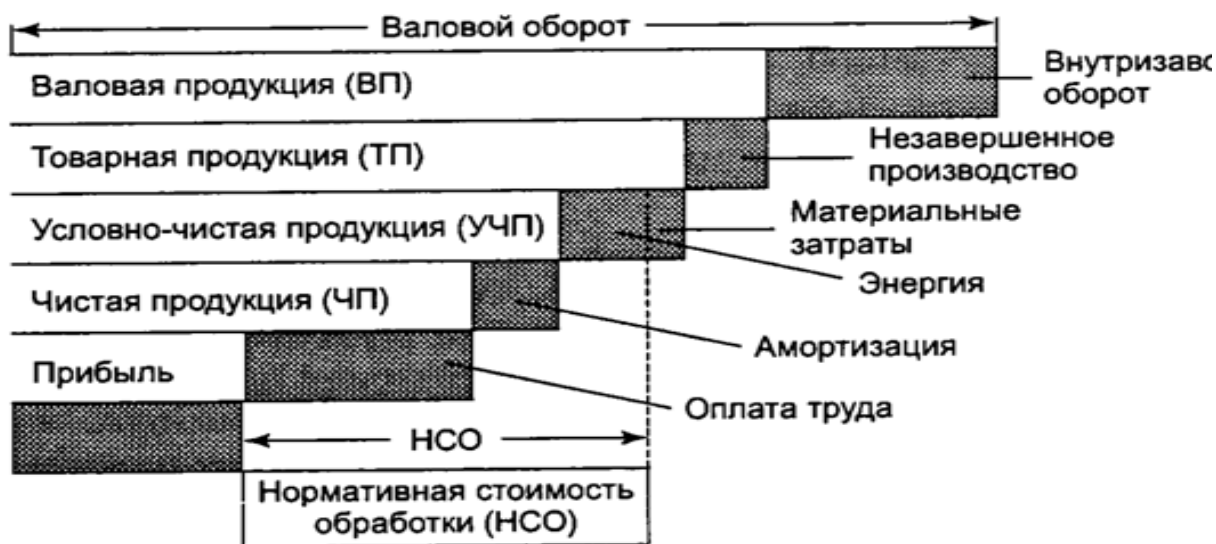 Валовой оборот
Валовая продукция (ВП)
оборот
Товарная продукция (ТП)
Незавершенное
производство
Условно-чистая продукция (УЧП)
Материальные
затраты
Энергия
Чистая продукция (ЧП)
Амортизация
Прибыль
Оплата труда
НСО
Нормативная стоимость
обработки (НСО)